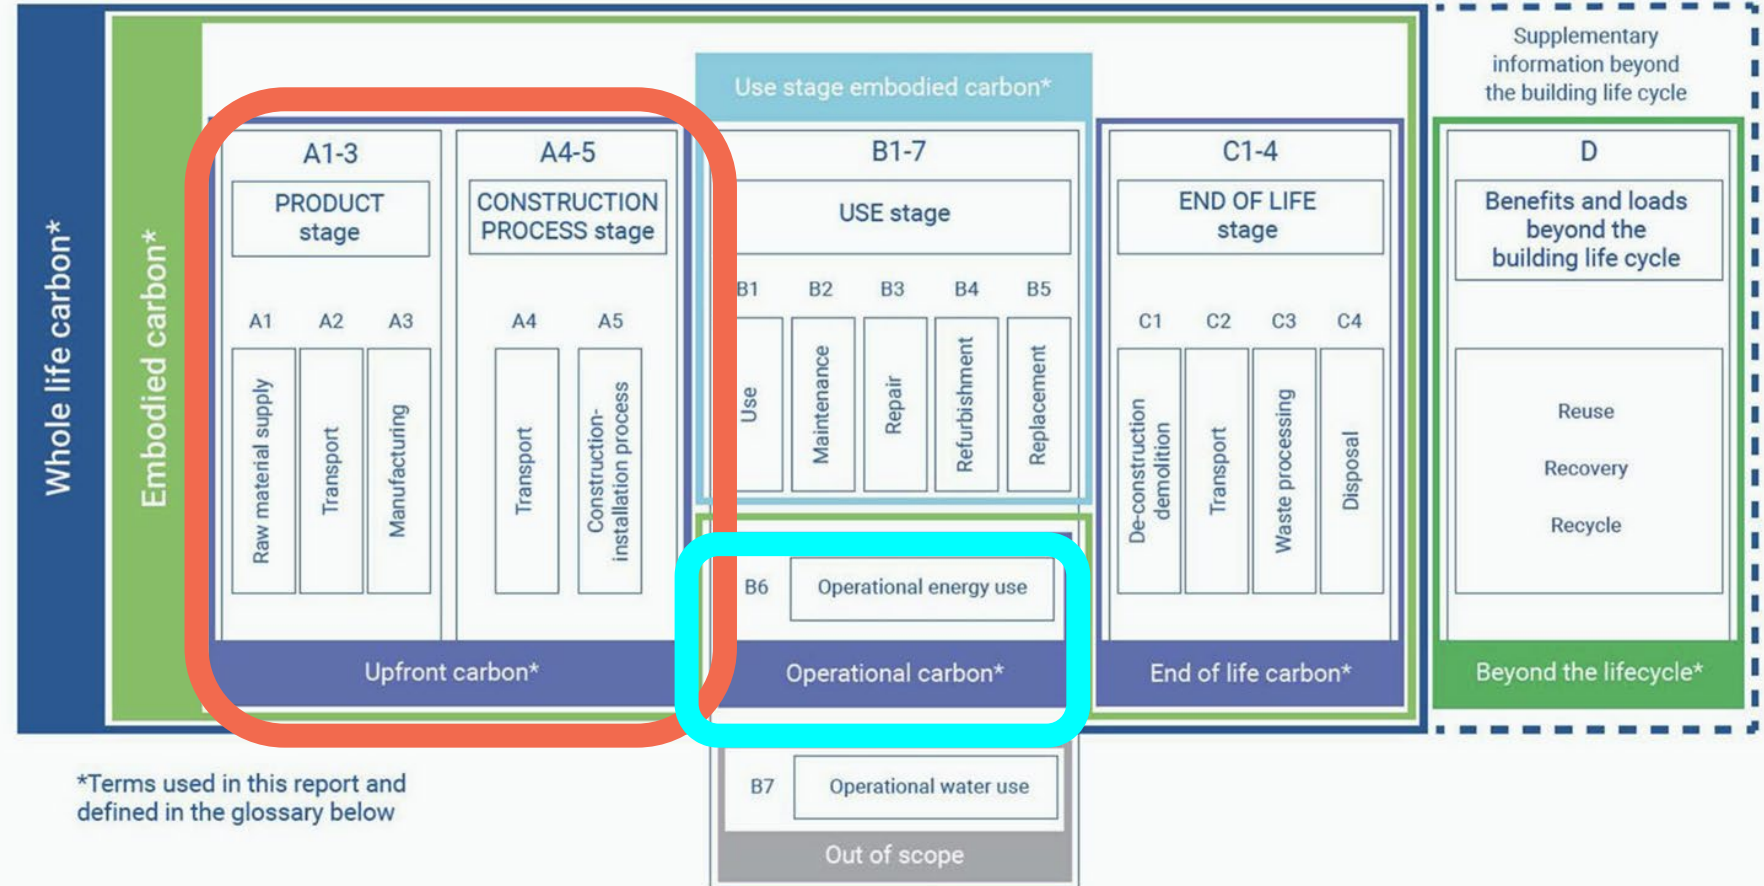 Whole life carbon*
Embodied carbon*
Use stage embodied carbon*
Supplementary
information beyond
the building life cycle
A1-3
PRODUCT
stage
A1
A2
A3
Raw material supply
Transport
Manufacturing
A4-5
CONSTRUCTION
PROCESS stage
A4
A5
Transport
Construction-
installation process
Upfront carbon*
B1-7
USE stage
B1
B2
B3
B4
B5
Use
Maintenance
Repair
Refurbishment
Replacement
B6
Operational energy use
Operational carbon*
B7
Operational water use
Out of scope
C1-4
END OF LIFE
stage
C1
C2
C3
C4
De-construction
demolition
Transport
Waste processing
Disposal
End of life carbon*
D
Benefits and loads
beyond the
building life cycle
Reuse
Recovery
Recycle
Beyond the lifecycle*
*Terms used in this report and
defined in the glossary below